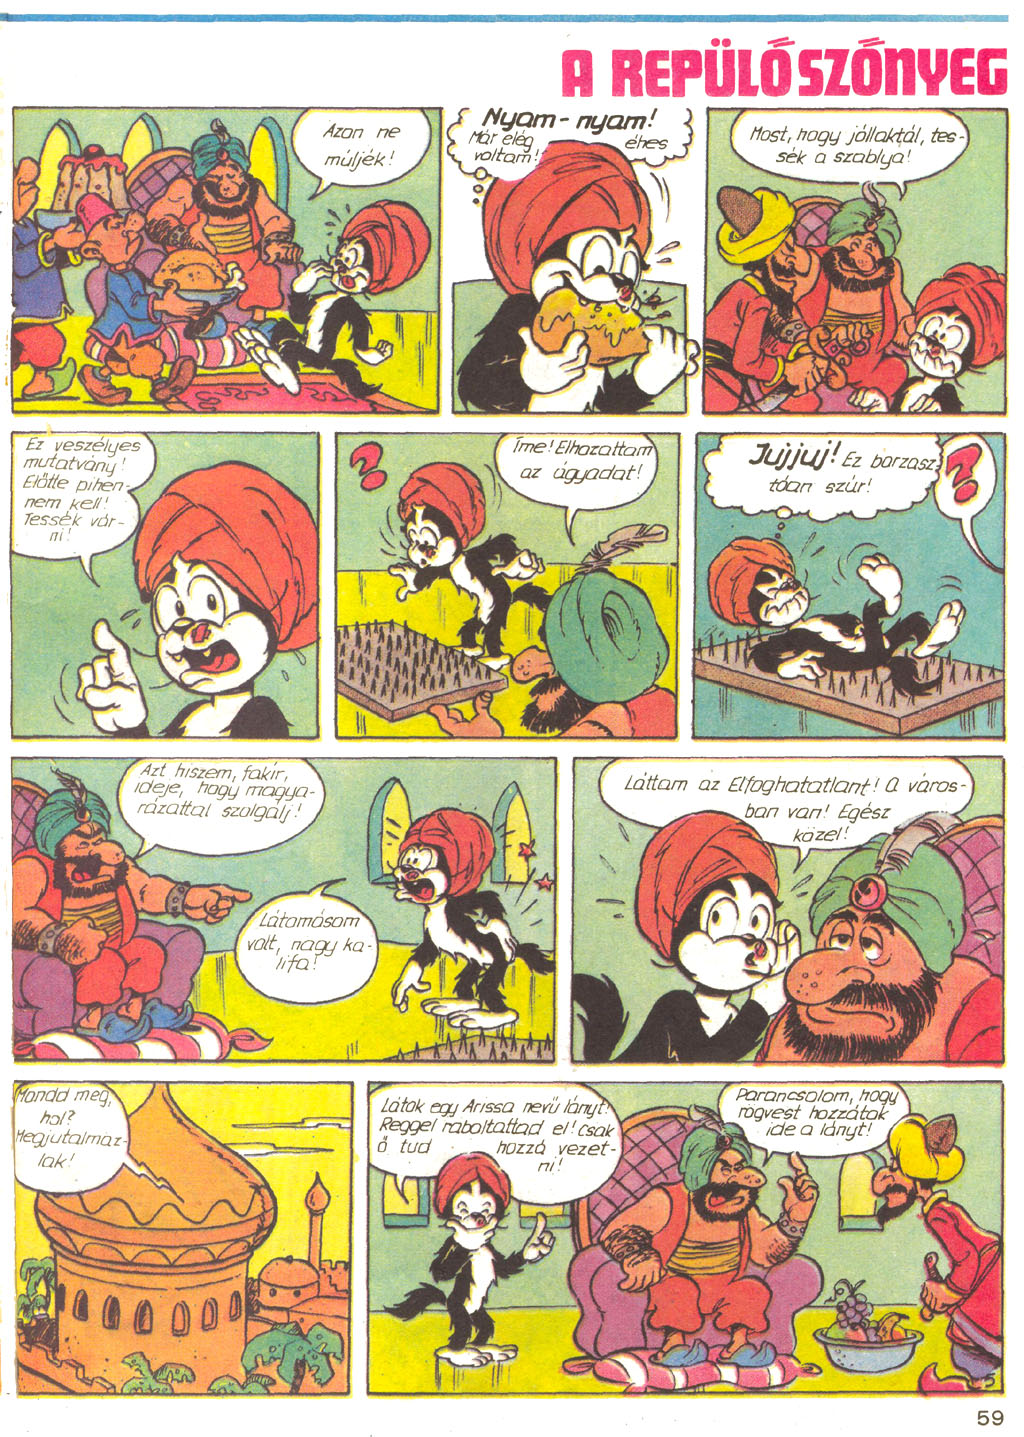 A REPÜLŐSZŐNYEG
Azon ne
múljék!
Nyam-nyam!
Már elég éhes
voltam!
Most, hogy jóllaktál, tes-
sék a szablya!
Ez veszélyes
mutatvány!
Előtte pihen-
nem kell!
Tessék vár-
ni!
?
Íme! Elhozattam
az ágyadat!
Jujjuj! Ez borzasz-
tóan szúr!
?
Azt hiszem, fakír,
ideje, hogy magya-
rázattal szolgálj!
Látomásom
volt, nagy ka-
lifa!
Láttam az Elfoghatatlant! A város-
ban van! Egész
közel!
Mondd meg,
hol?
Megjutalmaz-
lak!
Látok egy Arissa nevű lányt!
Reggel raboltattad el! Csak
ő tud hozzá vezet-
ni!
Parancsolom, hogy
rögvest hozzátok
ide a lányt!
5
59